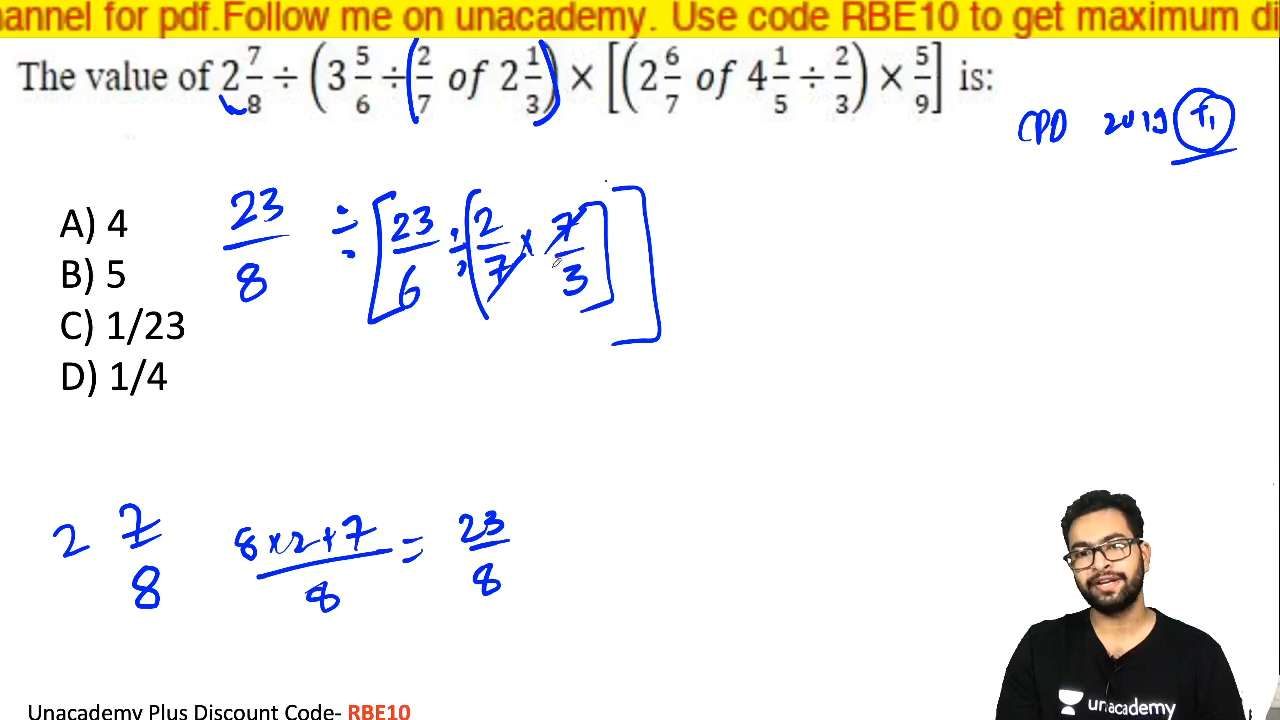 annel for pdf.Follow me on unacademy. Use code RBE10 to get maximum di
The value of 2 7/8 ÷ (3 5/6 ÷ (2/7 of 2 1/3) × [(2 6/7 of 4 1/5 ÷ 2/3) × 5/9] is:
CPO 2019
A) 4
B) 5
C) 1/23
D) 1/4
23/8 ÷ [23/6 ÷ (2/7 × 7/3]]
2 7/8 (8×2+7)/8 = 23/8
unacademy
Unacademy Plus Discount Code- RBE10